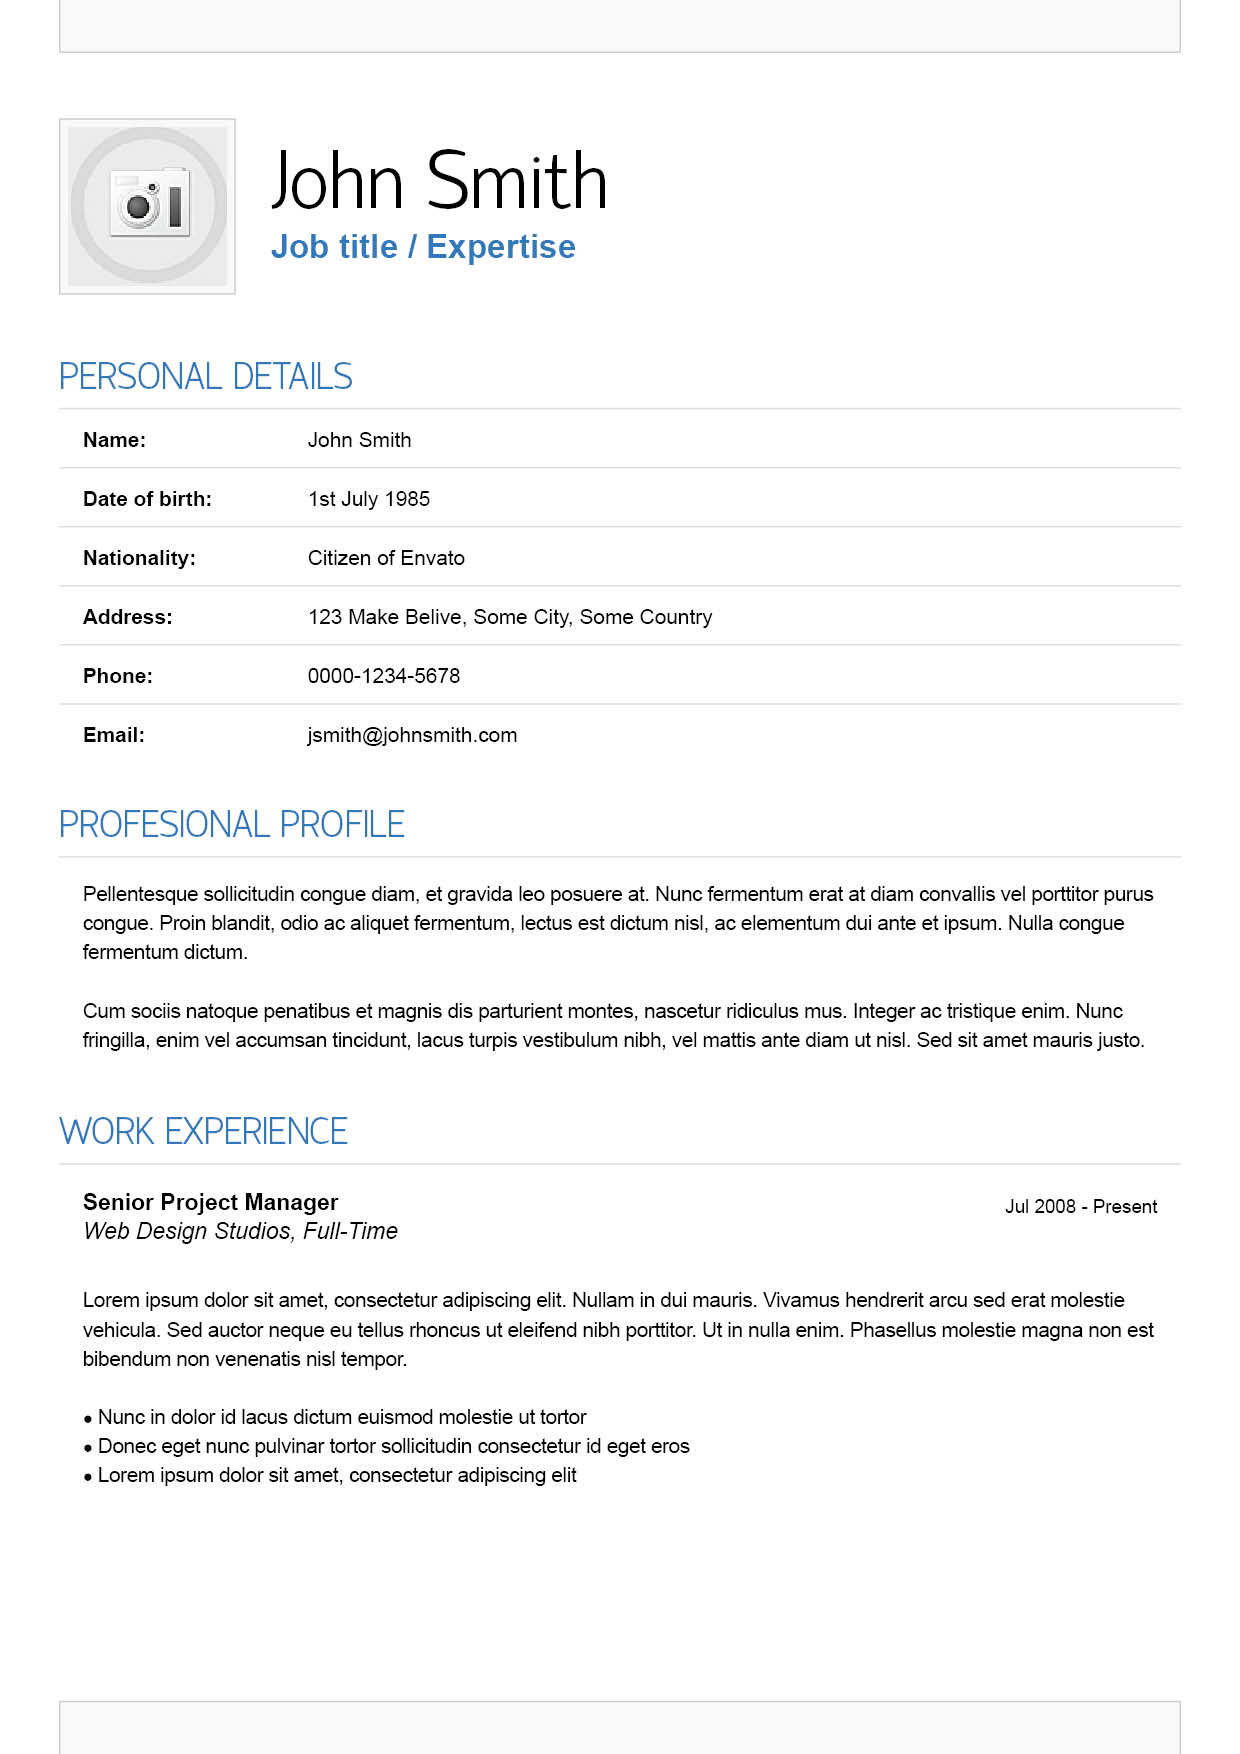 John Smith
Job title / Expertise
PERSONAL DETAILS
Name: John Smith
Date of birth: 1st July 1985
Nationality: Citizen of Envato
Address: 123 Make Belive, Some City, Some Country
Phone: 0000-1234-5678
Email: jsmith@johnsmith.com
PROFESIONAL PROFILE
Pellentesque sollicitudin congue diam, et gravida leo posuere at. Nunc fermentum erat at diam convallis vel porttitor purus
congue. Proin blandit, odio ac aliquet fermentum, lectus est dictum nisl, ac elementum dui ante et ipsum. Nulla congue
fermentum dictum.
Cum sociis natoque penatibus et magnis dis parturient montes, nascetur ridiculus mus. Integer ac tristique enim. Nunc
fringilla, enim vel accumsan tincidunt, lacus turpis vestibulum nibh, vel mattis ante diam ut nisl. Sed sit amet mauris justo.
WORK EXPERIENCE
Senior Project Manager Jul 2008 - Present
Web Design Studios, Full-Time
Lorem ipsum dolor sit amet, consectetur adipiscing elit. Nullam in dui mauris. Vivamus hendrerit arcu sed erat molestie
vehicula. Sed auctor neque eu tellus rhoncus ut eleifend nibh porttitor. Ut in nulla enim. Phasellus molestie magna non est
bibendum non venenatis nisl tempor.
• Nunc in dolor id lacus dictum euismod molestie ut tortor
• Donec eget nunc pulvinar tortor sollicitudin consectetur id eget eros
• Lorem ipsum dolor sit amet, consectetur adipiscing elit